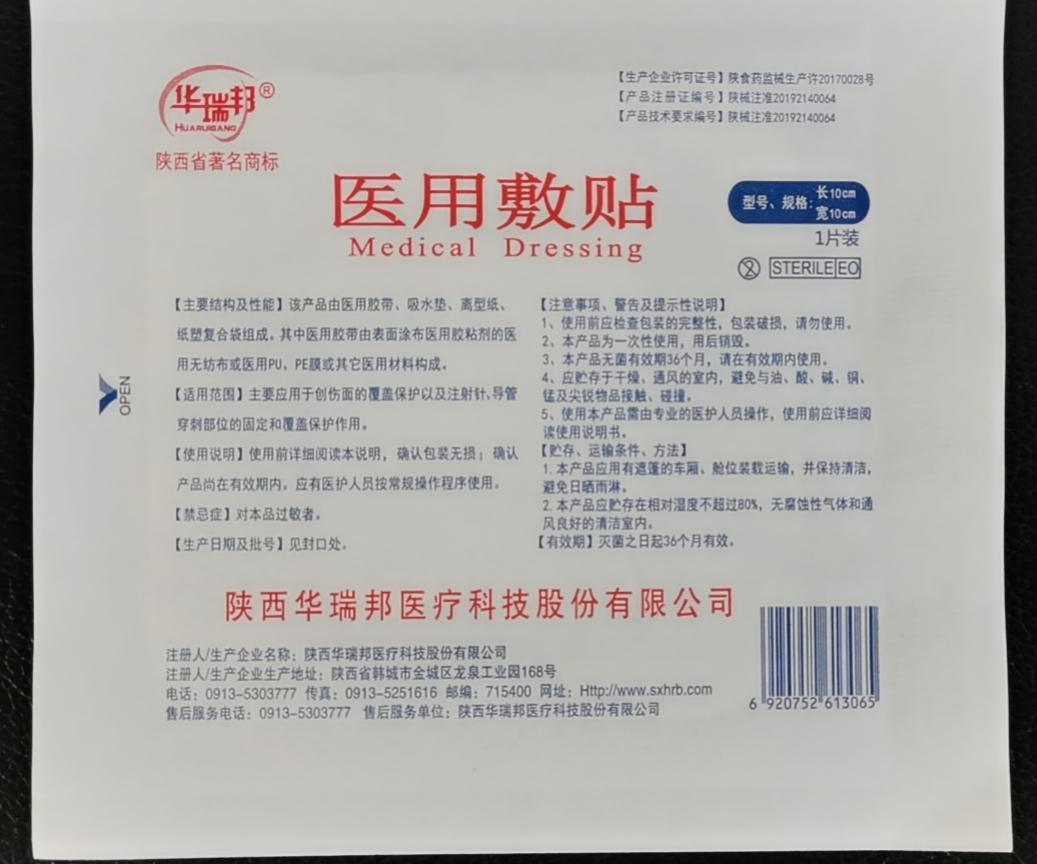 华瑞邦®
HUARUIBANG
陕西省著名商标
【生产企业许可证号】陕食药监械生产许20170028号
【产品注册证编号】陕械注准20192140064
【产品技术要求编号】陕械注准20192140064
医用敷贴
Medical Dressing
型号、规格:长10cm
宽10cm
1片装
STERILE EO
OPEN
【主要结构及性能】该产品由医用胶带、吸水垫、离型纸、
纸塑复合袋组成。其中医用胶带由表面涂布医用胶粘剂的医
用无纺布或医用PU、PE膜或其它医用材料构成。
【适用范围】主要应用于创伤面的覆盖保护以及注射针、导管
穿刺部位的固定和覆盖保护作用。
【使用说明】使用前详细阅读本说明，确认包装无损；确认
产品尚在有效期内。应有医护人员按常规操作程序使用。
【禁忌症】对本品过敏者。
【生产日期及批号】见封口处。
【注意事项、警告及提示性说明】
1、使用前应检查包装的完整性，包装破损，请勿使用。
2、本产品为一次性使用，用后销毁。
3、本产品无菌有效期36个月，请在有效期内使用。
4、应贮存于干燥、通风的室内，避免与油、酸、碱、铜、
锰及尖锐物品接触、碰撞。
5、使用本产品需由专业的医护人员操作，使用前应详细阅
读使用说明书。
【贮存、运输条件、方法】
1.本产品应用有遮篷的车厢、舱位装载运输，并保持清洁，
避免日晒雨淋。
2.本产品应贮存在相对湿度不超过80%，无腐蚀性气体和通
风良好的清洁室内。
【有效期】灭菌之日起36个月有效。
陕西华瑞邦医疗科技股份有限公司
注册人/生产企业名称：陕西华瑞邦医疗科技股份有限公司
注册人/生产企业生产地址：陕西省韩城市金城区龙泉工业园168号
电话：0913-5303777 传真：0913-5251616 邮编：715400 网址：Http://www.sxhrb.com
售后服务电话：0913-5303777 售后服务单位：陕西华瑞邦医疗科技股份有限公司
6 920752 613065